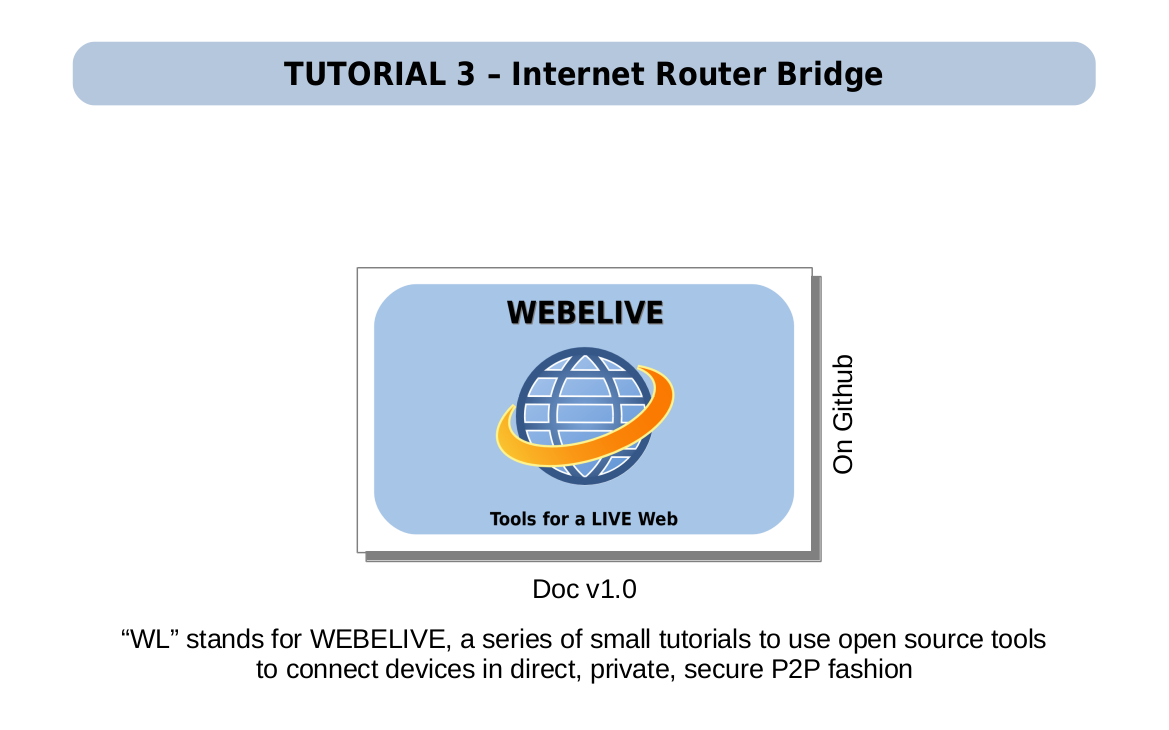 TUTORIAL 3 – Internet Router Bridge
WEBELIVE
Tools for a LIVE Web
On Github
Doc v1.0
“WL” stands for WEBELIVE, a series of small tutorials to use open source tools
to connect devices in direct, private, secure P2P fashion